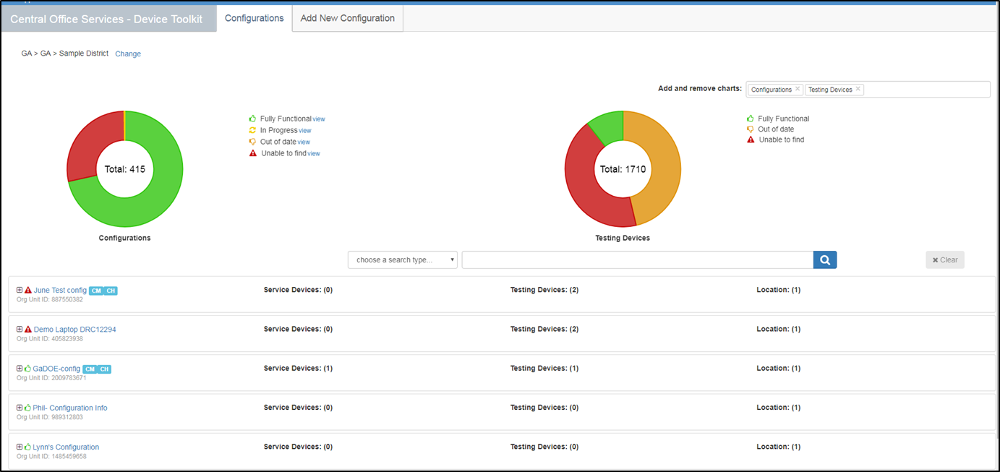 Central Office Services - Device Toolkit Configurations Add New Configuration
GA > GA > Sample District Change
Add and remove charts: Configurations × Testing Devices ×
Fully Functional view
In Progress view
Out of date view
Unable to find view
Total: 415
Configurations
Fully Functional
Out of date
Unable to find
Total: 1710
Testing Devices
choose a search type... Clear
June Test config CM CH Service Devices: (0) Testing Devices: (2) Location: (1)
Org Unit ID: 887550382
Demo Laptop DRC12294 Service Devices: (0) Testing Devices: (2) Location: (1)
Org Unit ID: 405823938
GaDOE-config CM CH Service Devices: (1) Testing Devices: (1) Location: (1)
Org Unit ID: 2009783671
Phil- Configuration Info Service Devices: (0) Testing Devices: (0) Location: (1)
Org Unit ID: 989312803
Lynn's Configuration Service Devices: (0) Testing Devices: (0) Location: (1)
Org Unit ID: 1485459658